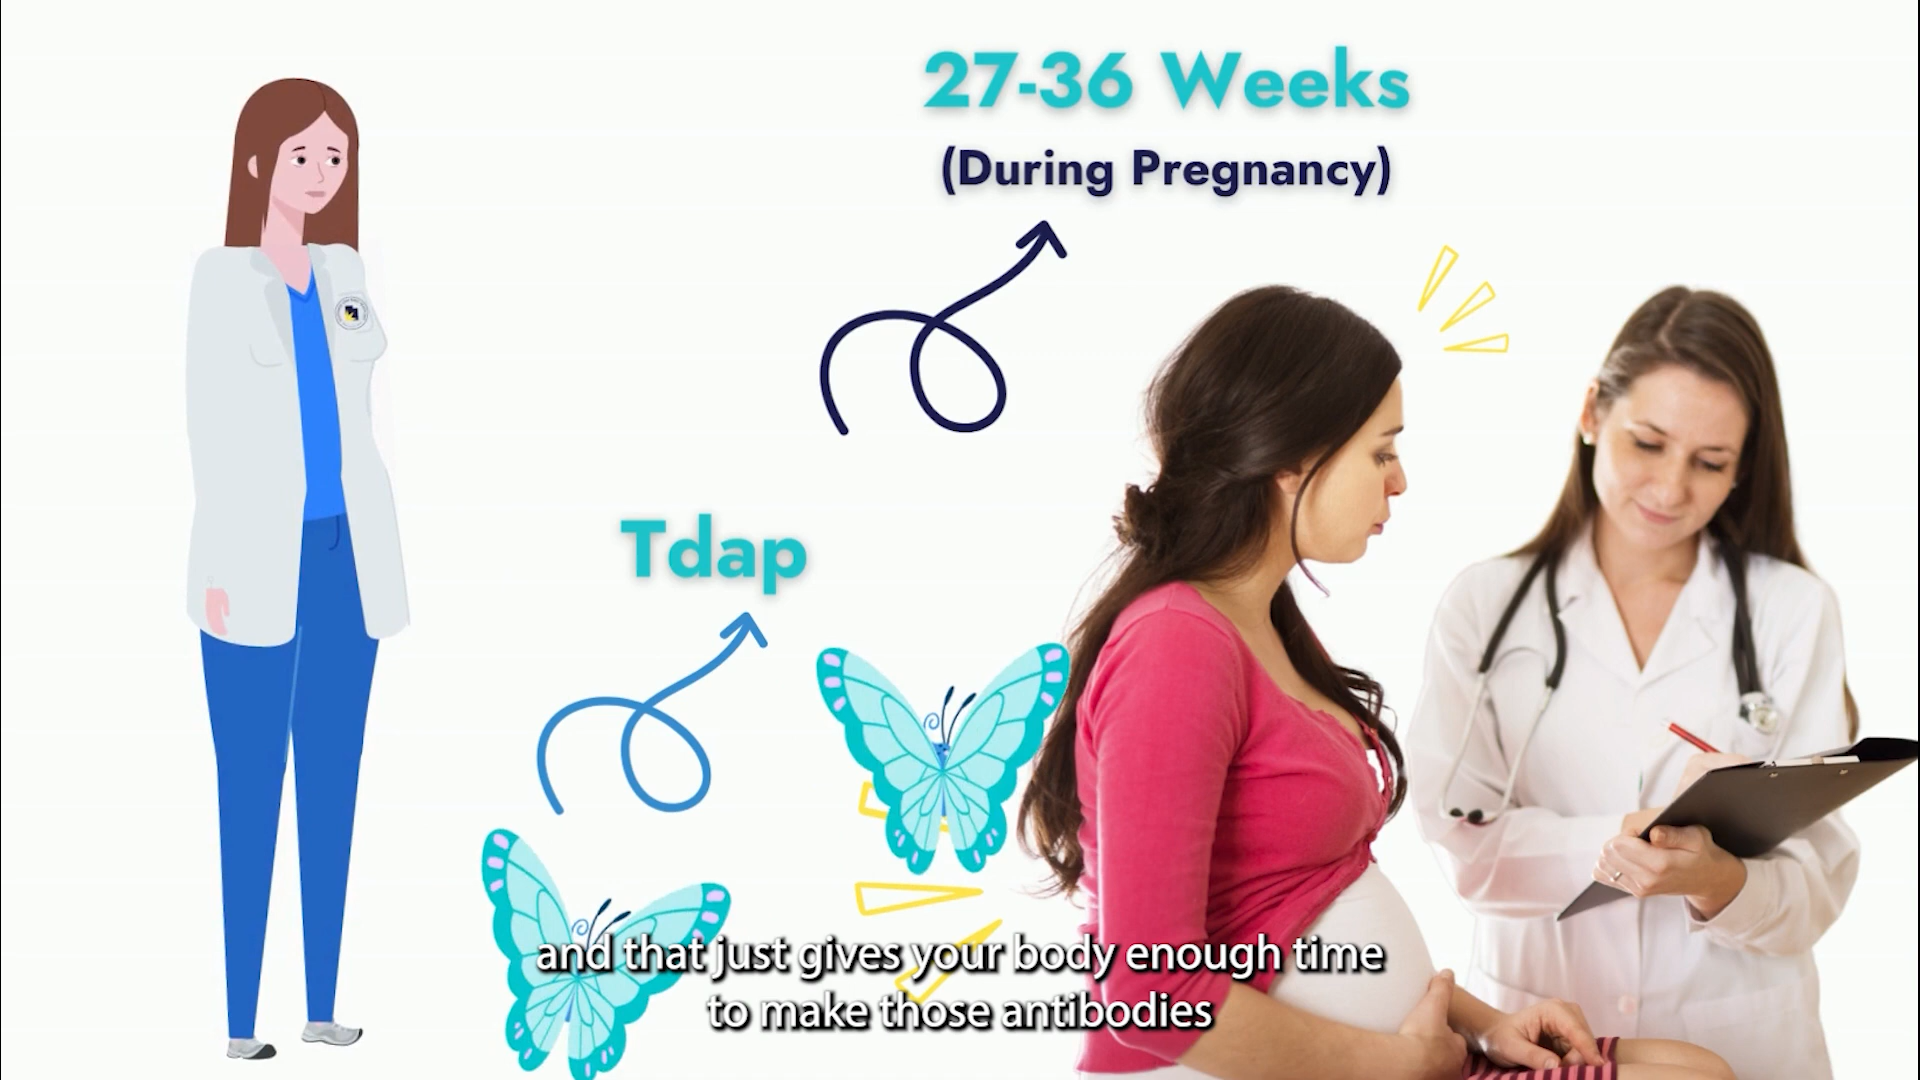 27-36 Weeks
(During Pregnancy)
Tdap
and that just gives your body enough time
to make those antibodies